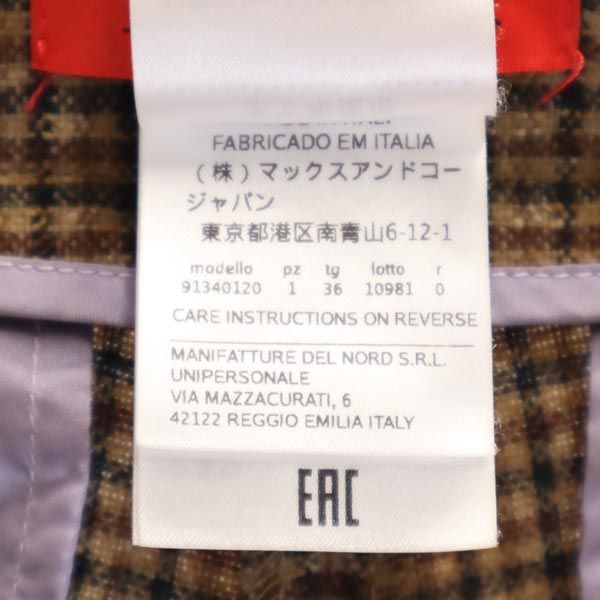 FABRICADO EM ITALIA
(株)マックスアンドコー
ジャパン
東京都港区南青山6-12-1
modello pz tg lotto r
91340120 1 36 10981 0
CARE INSTRUCTIONS ON REVERSE
MANIFATTURE DEL NORD S.R.L.
UNIPERSONALE
VIA MAZZACURATI, 6
42122 REGGIO EMILIA ITALY
EAC